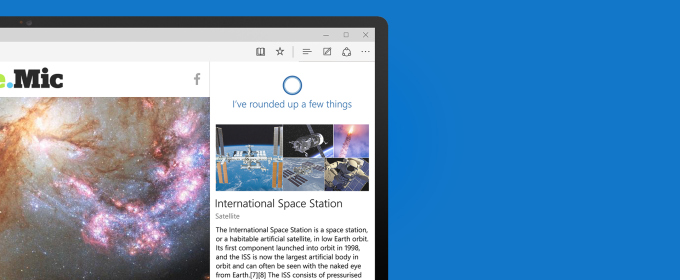 e.Mic
f
I've rounded up a few things
International Space Station
Satellite
The International Space Station is a space station,
or a habitable artificial satellite, in low Earth orbit.
Its first component launched into orbit in 1998,
and the ISS is now the largest artificial body in
orbit and can often be seen with the naked eye
from Earth.[7][8] The ISS consists of pressurised